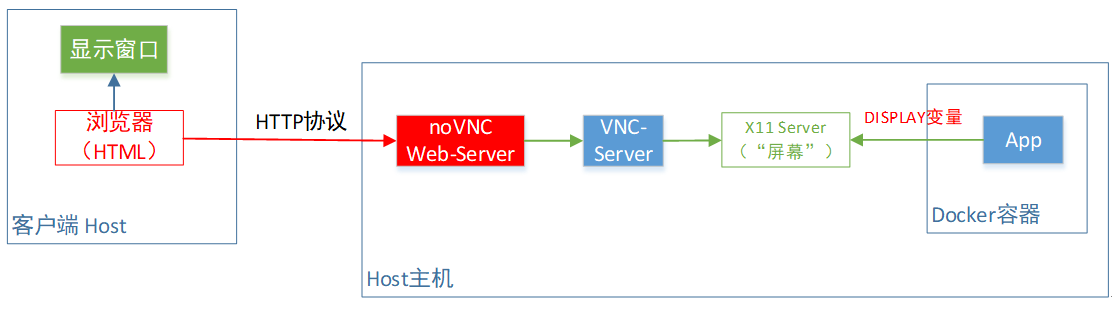 显示窗口
浏览器
（HTML）
客户端 Host
HTTP协议
noVNC
Web-Server
VNC-
Server
X11 Server
（“屏幕”）
DISPLAY变量
App
Docker容器
Host主机